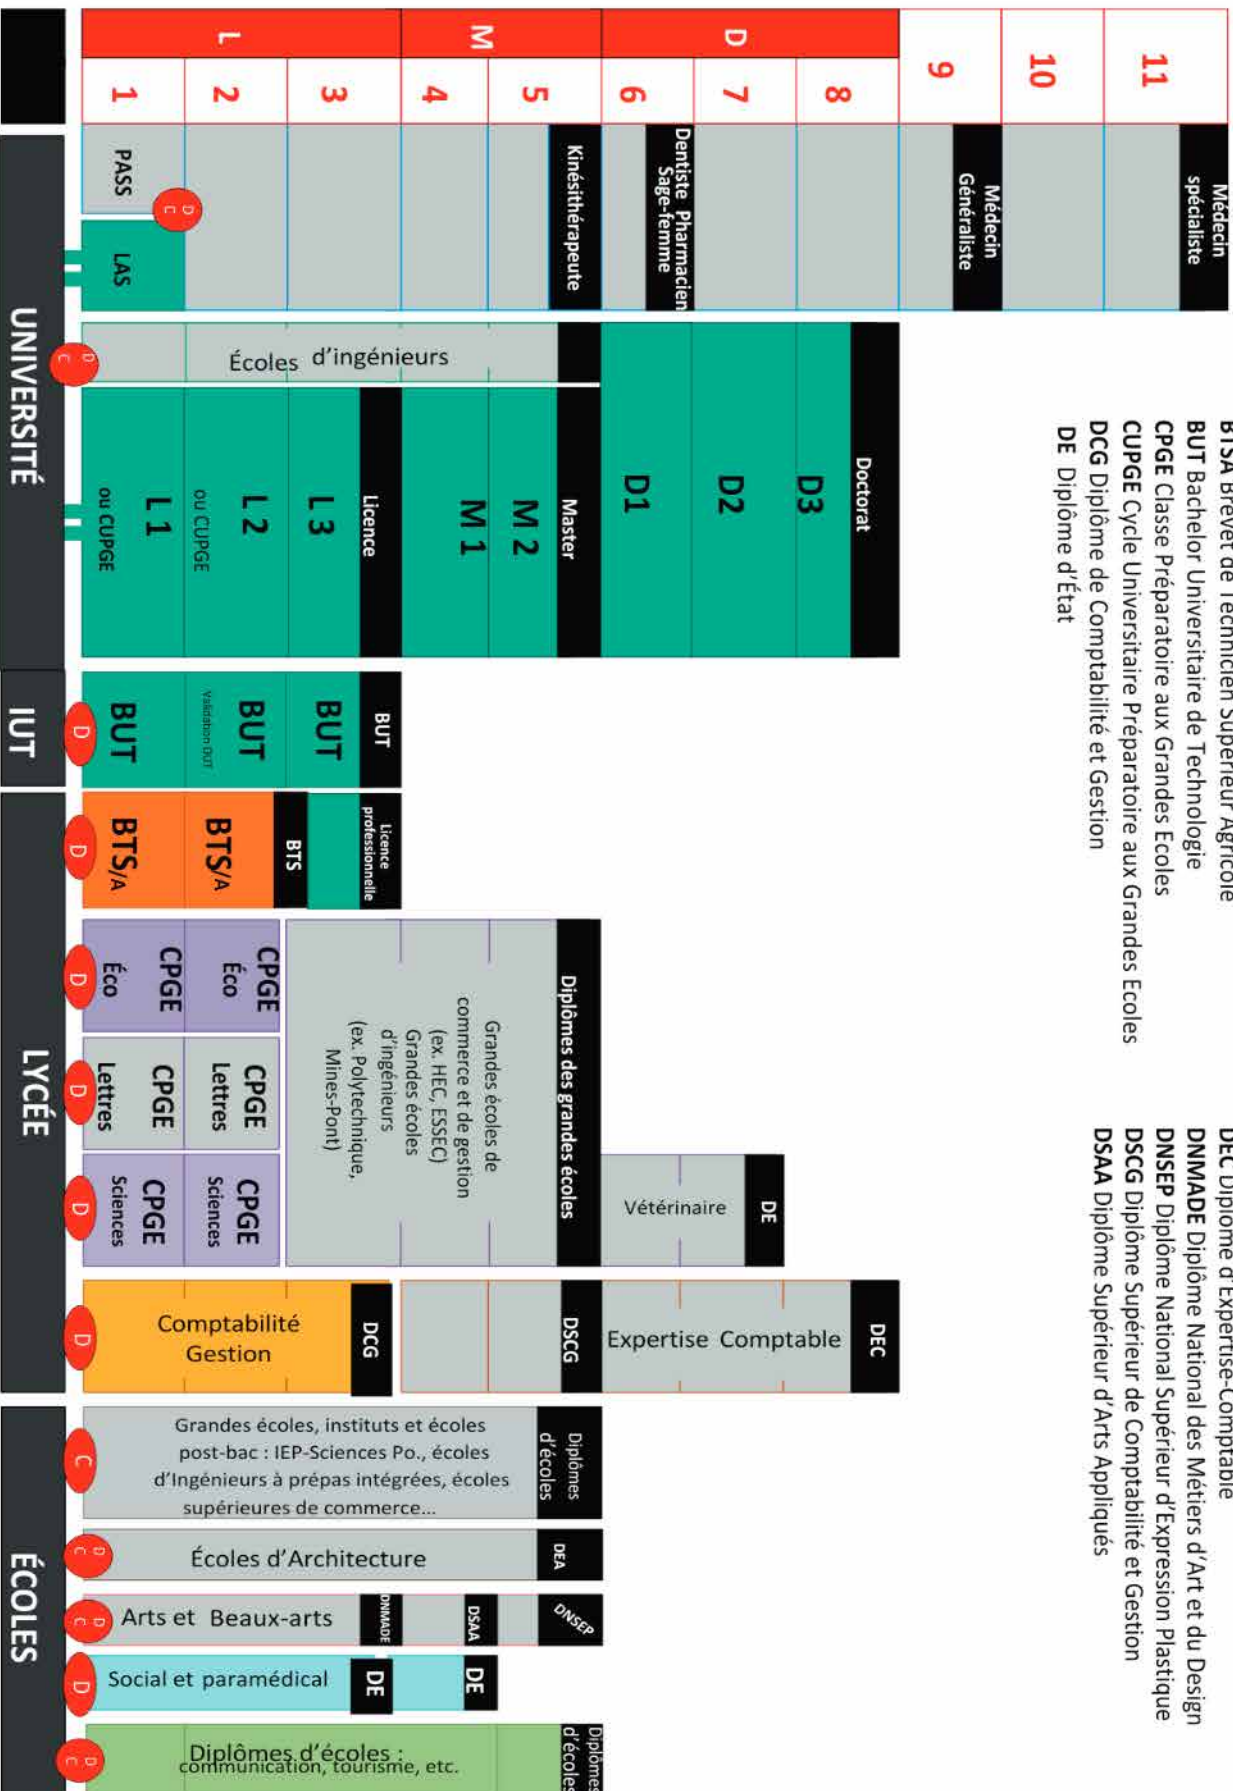 11
10
9
8
7
6
5
4
3
2
1
D
M
L
Médecin
spécialiste
Médecin
Généraliste
Dentiste Pharmacien
Sage-femme
Kinésithérapeute
PASS
D
C
LAS
BTSA Brevet de Technicien Supérieur Agricole
BUT Bachelor Universitaire de Technologie
CPGE Classe Préparatoire aux Grandes Ecoles
CUPGE Cycle Universitaire Préparatoire aux Grandes Ecoles
DCG Diplôme de Comptabilité et Gestion
DE Diplôme d'État
DEC Diplôme d'Expertise-Comptable
DNMADE Diplôme National des Métiers d'Art et du Design
DNSEP Diplôme National Supérieur d'Expression Plastique
DSCG Diplôme Supérieur de Comptabilité et Gestion
DSAA Diplôme Supérieur d'Arts Appliqués
Écoles d'ingénieurs
D
C
Doctorat
D3
D2
D1
Master
M 2
M 1
Licence
L 3
L 2
ou CUPGE
L 1
ou CUPGE
BUT
BUT
BUT
Validation DUT
BUT
D
Licence
professionnelle
BTS
BTS/A
BTS/A
D
Diplômes des grandes écoles
Grandes écoles de
commerce et de gestion
(ex. HEC, ESSEC)
Grandes écoles
d'ingénieurs
(ex. Polytechnique,
Mines-Pont)
CPGE
Éco
CPGE
Éco
D
CPGE
Lettres
CPGE
Lettres
D
CPGE
Sciences
CPGE
Sciences
D
DE
Vétérinaire
DEC
Expertise Comptable
DSCG
DCG
Comptabilité
Gestion
D
Diplômes
d'écoles
Grandes écoles, instituts et écoles
post-bac : IEP-Sciences Po., écoles
d'Ingénieurs à prépas intégrées, écoles
supérieures de commerce...
C
DEA
Écoles d'Architecture
D
C
DNSEP
DSAA
DNMADE
Arts et Beaux-arts
D
C
DE
DE
Social et paramédical
D
Diplômes
d'écoles
Diplômes d'écoles :
communication, tourisme, etc.
D
C
UNIVERSITÉ
IUT
LYCÉE
ÉCOLES